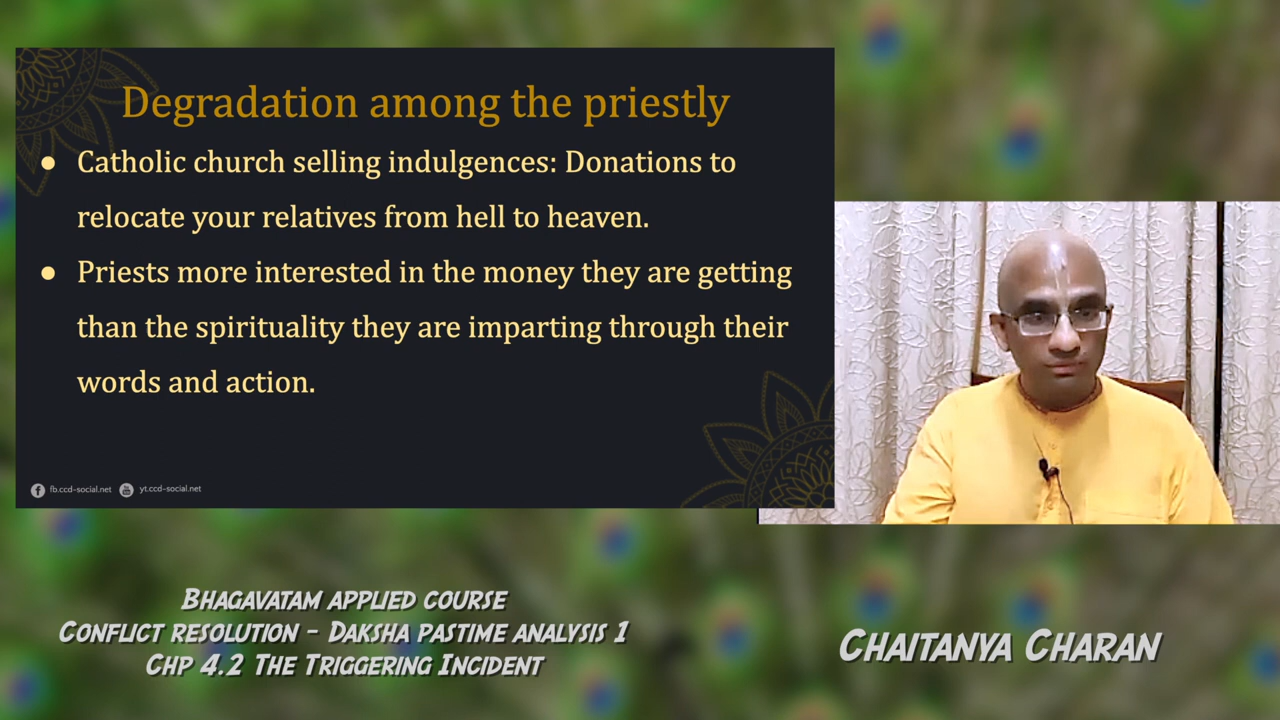 Degradation among the priestly
● Catholic church selling indulgences: Donations to
relocate your relatives from hell to heaven.
● Priests more interested in the money they are getting
than the spirituality they are imparting through their
words and action.
fb.ccd-social.net yt.ccd-social.net
Bhagavatam applied course
Conflict resolution - Daksha pastime analysis 1
Chp 4.2 The Triggering Incident
Chaitanya Charan